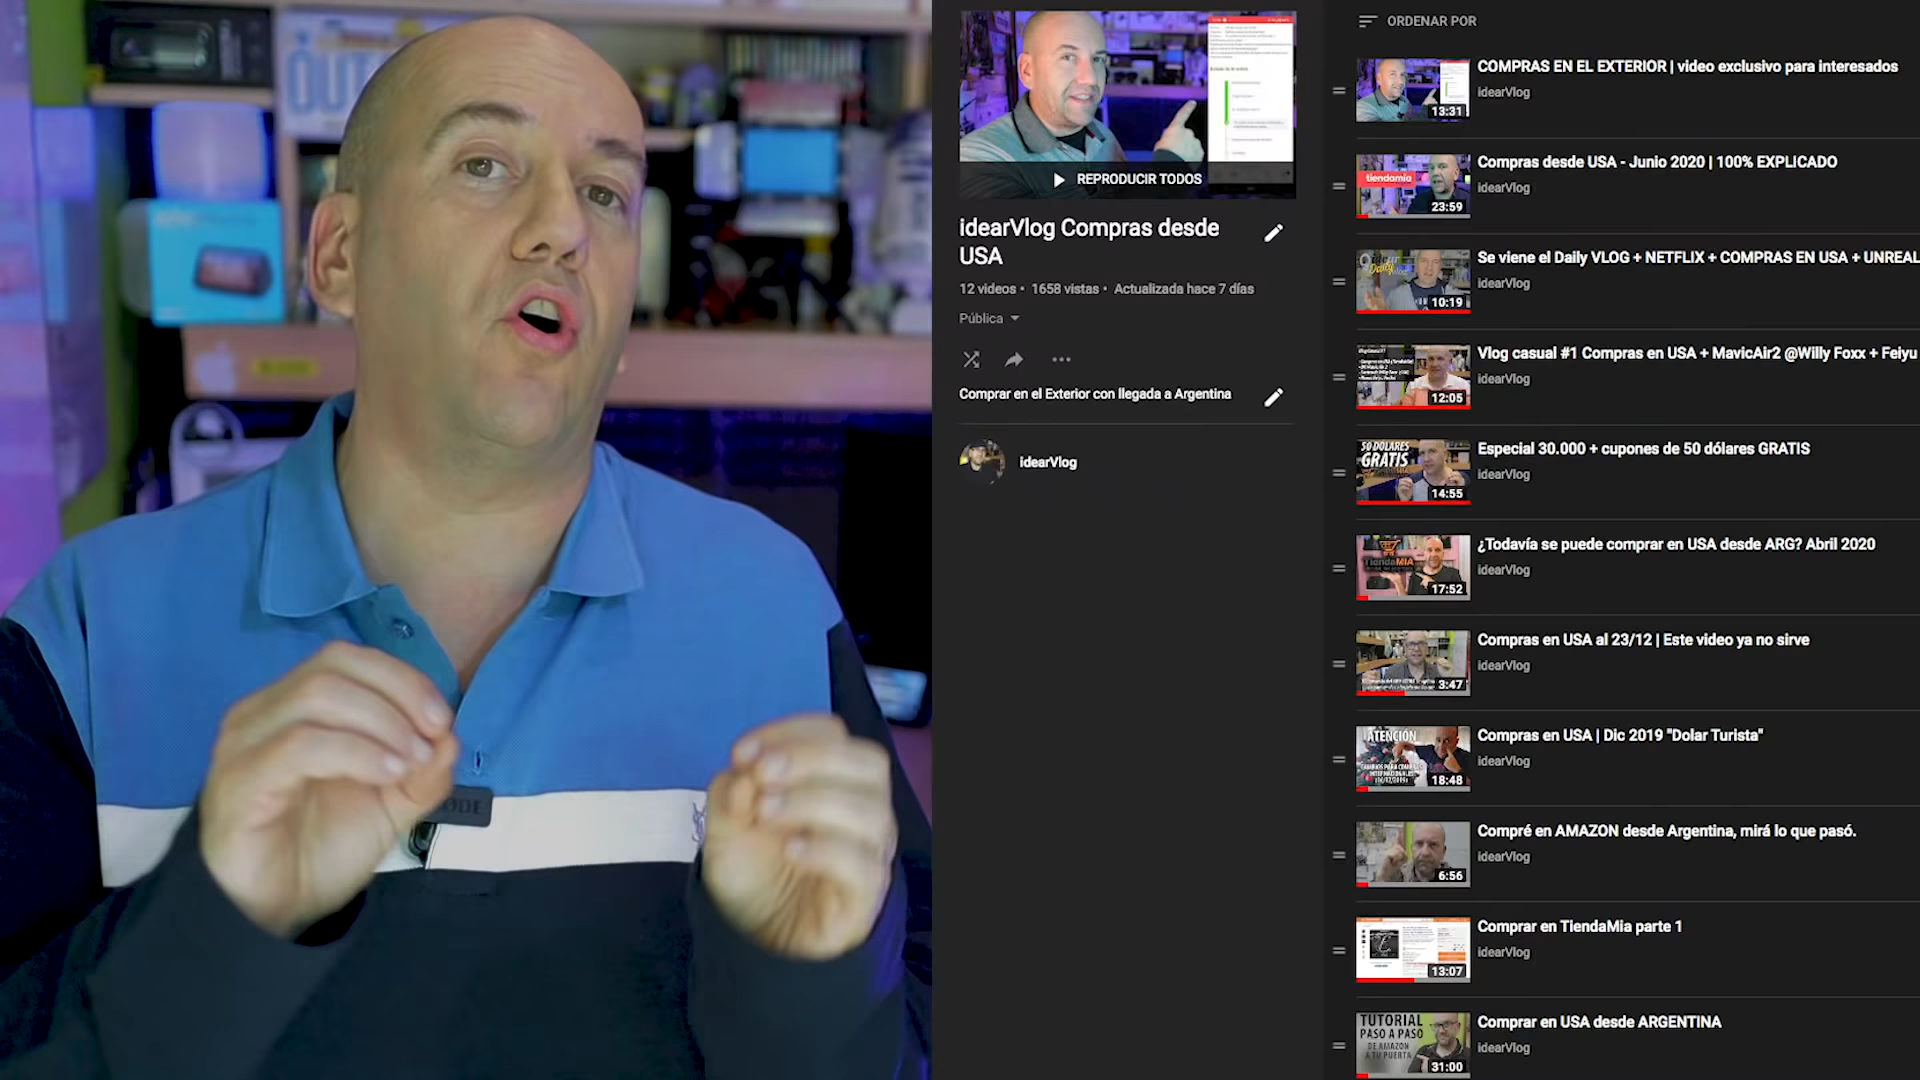 RØDE
REPRODUCIR TODOS
idearVlog Compras desde
USA
12 videos • 1658 vistas • Actualizada hace 7 días
Pública
Comprar en el Exterior con llegada a Argentina
idearVlog
ORDENAR POR
13:31
COMPRAS EN EL EXTERIOR | video exclusivo para interesados
idearVlog
tiendamia
23:59
Compras desde USA - Junio 2020 | 100% EXPLICADO
idearVlog
10:19
Se viene el Daily VLOG + NETFLIX + COMPRAS EN USA + UNREAL
idearVlog
12:05
Vlog casual #1 Compras en USA + MavicAir2 @Willy Foxx + Feiyu
idearVlog
50 DOLARES
GRATIS
14:55
Especial 30.000 + cupones de 50 dólares GRATIS
idearVlog
TiendaMIA
17:52
¿Todavía se puede comprar en USA desde ARG? Abril 2020
idearVlog
3:47
Compras en USA al 23/12 | Este video ya no sirve
idearVlog
ATENCIÓN
18:48
Compras en USA | Dic 2019 "Dolar Turista"
idearVlog
6:56
Compré en AMAZON desde Argentina, mirá lo que pasó.
idearVlog
13:07
Comprar en TiendaMia parte 1
idearVlog
TUTORIAL
PASO A PASO
DE AMAZON
A TU PUERTA
31:00
Comprar en USA desde ARGENTINA
idearVlog